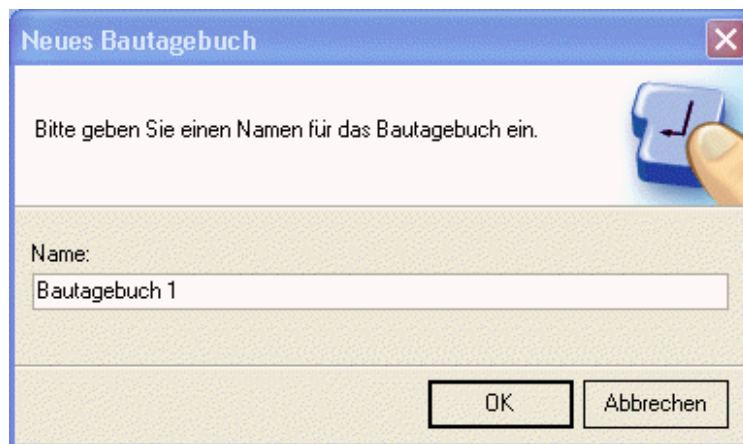 Neues Bautagebuch
Bitte geben Sie einen Namen für das Bautagebuch ein.
Name:
Bautagebuch 1
OK
Abbrechen